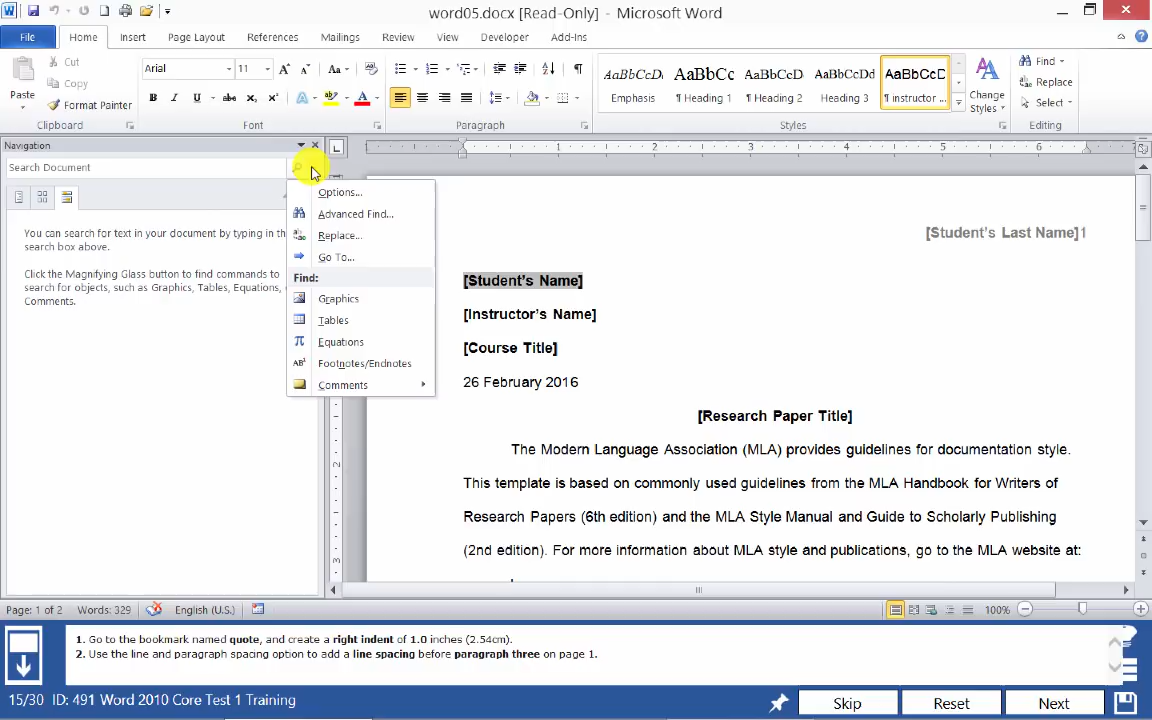 word05.docx [Read-Only] - Microsoft Word
File
Home
Insert
Page Layout
References
Mailings
Review
View
Developer
Add-Ins
Paste
Cut
Copy
Format Painter
Clipboard
Arial
11
Font
Paragraph
AaBbCcDı
Emphasis
AaBbCc
¶ Heading 1
AaBbCcD
¶ Heading 2
AaBbCcDd
Heading 3
AaBbCcD
¶ instructor ...
Change
Styles
Styles
Find
Replace
Select
Editing
Navigation
Search Document
You can search for text in your document by typing in the
search box above.
Click the Magnifying Glass button to find commands to
search for objects, such as Graphics, Tables, Equations,
Comments.
Options...
Advanced Find...
Replace...
Go To...
Find:
Graphics
Tables
Equations
Footnotes/Endnotes
Comments
1 2 3 4 5 6 7
[Student's Last Name]1
[Student's Name]
[Instructor's Name]
[Course Title]
26 February 2016
[Research Paper Title]
The Modern Language Association (MLA) provides guidelines for documentation style.
This template is based on commonly used guidelines from the MLA Handbook for Writers of
Research Papers (6th edition) and the MLA Style Manual and Guide to Scholarly Publishing
(2nd edition). For more information about MLA style and publications, go to the MLA website at:
Page: 1 of 2
Words: 329
English (U.S.)
100%
1. Go to the bookmark named quote, and create a right indent of 1.0 inches (2.54cm).
2. Use the line and paragraph spacing option to add a line spacing before paragraph three on page 1.
15/30 ID: 491 Word 2010 Core Test 1 Training
Skip
Reset
Next